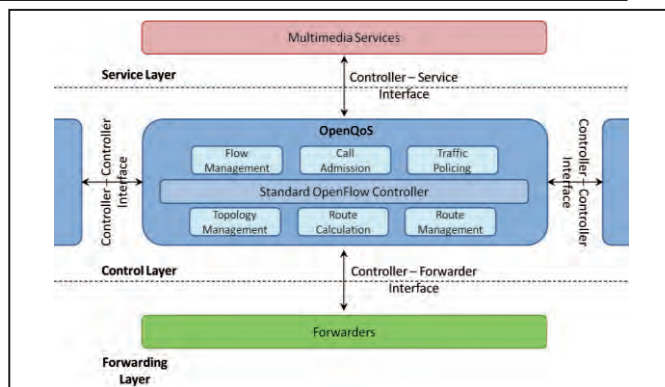 Multimedia Services
Service Layer
Controller – Service
Interface
OpenQoS
Flow
Management
Call
Admission
Traffic
Policing
Controller – Controller
Interface
Standard OpenFlow Controller
Controller – Controller
Interface
Topology
Management
Route
Calculation
Route
Management
Control Layer
Controller – Forwarder
Interface
Forwarders
Forwarding
Layer